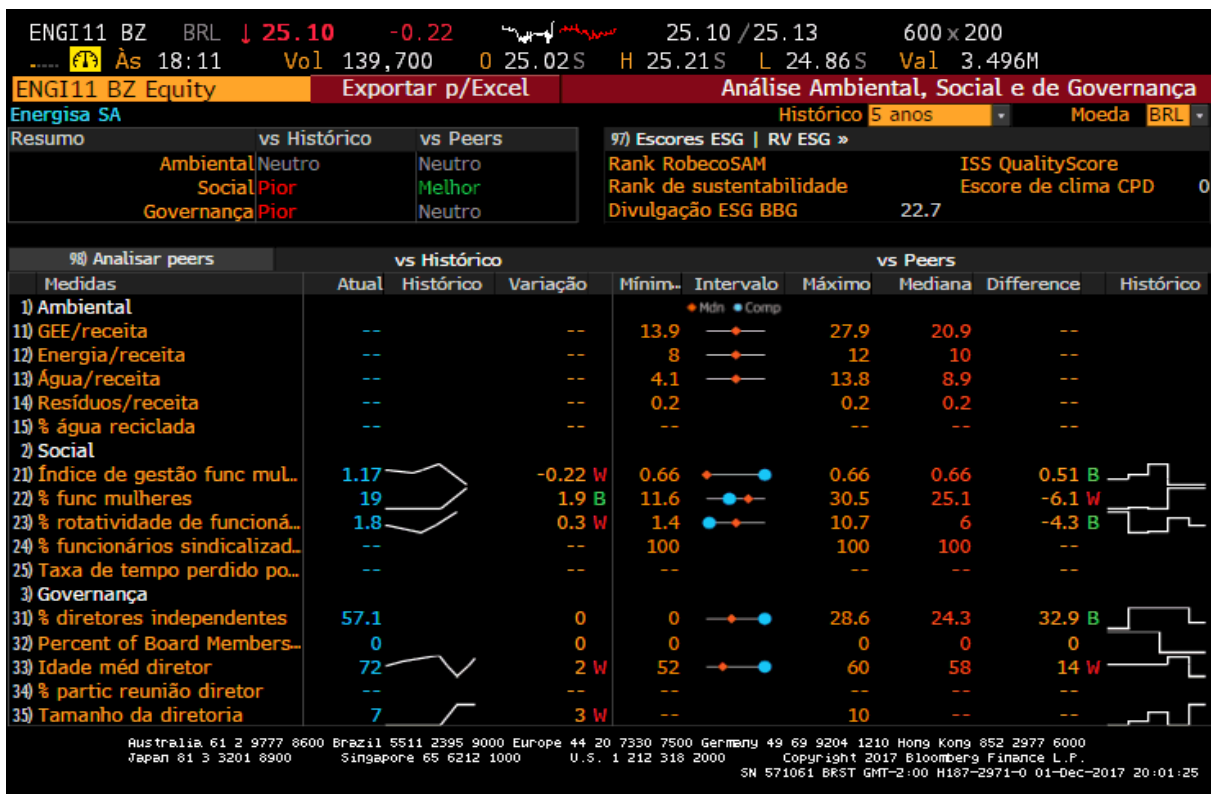 ENGI11 BZ BRL ↓ 25.10 -0.22 25.10 / 25.13 600 x 200
Às 18:11 Vol 139,700 O 25.02 S H 25.21 S L 24.86 S Val 3.496M
ENGI11 BZ Equity Exportar p/Excel Análise Ambiental, Social e de Governança
Energisa SA Histórico 5 anos Moeda BRL
Resumo vs Histórico vs Peers 97) Escores ESG | RV ESG »
Ambiental Neutro Neutro Rank RobecoSAM ISS QualityScore
Social Pior Melhor Rank de sustentabilidade Escore de clima CPD 0
Governança Pior Neutro Divulgação ESG BBG 22.7
98) Analisar peers vs Histórico vs Peers
Medidas Atual Histórico Variação Mínim.. Intervalo Máximo Mediana Difference Histórico
1) Ambiental Mdn Comp
11) GEE/receita -- -- 13.9 27.9 20.9 --
12) Energia/receita -- -- 8 12 10 --
13) Água/receita -- -- 4.1 13.8 8.9 --
14) Resíduos/receita -- -- 0.2 0.2 0.2 --
15) % água reciclada -- -- -- -- -- --
2) Social
21) Índice de gestão func mul.. 1.17 -0.22 W 0.66 0.66 0.66 0.51 B
22) % func mulheres 19 1.9 B 11.6 30.5 25.1 -6.1 W
23) % rotatividade de funcioná.. 1.8 0.3 W 1.4 10.7 6 -4.3 B
24) % funcionários sindicalizad.. -- -- 100 100 100 --
25) Taxa de tempo perdido po.. -- -- -- -- -- --
3) Governança
31) % diretores independentes 57.1 0 0 28.6 24.3 32.9 B
32) Percent of Board Members.. 0 0 0 0 0 0
33) Idade méd diretor 72 2 W 52 60 58 14 W
34) % partic reunião diretor -- -- -- -- -- --
35) Tamanho da diretoria 7 3 W -- 10 -- --
Australia 61 2 9777 8600 Brazil 5511 2395 9000 Europe 44 20 7330 7500 Germany 49 69 9204 1210 Hong Kong 852 2977 6000
Japan 81 3 3201 8900 Singapore 65 6212 1000 U.S. 1 212 318 2000 Copyright 2017 Bloomberg Finance L.P.
SN 571061 BRST GMT-2:00 H187-2971-0 01-Dec-2017 20:01:25